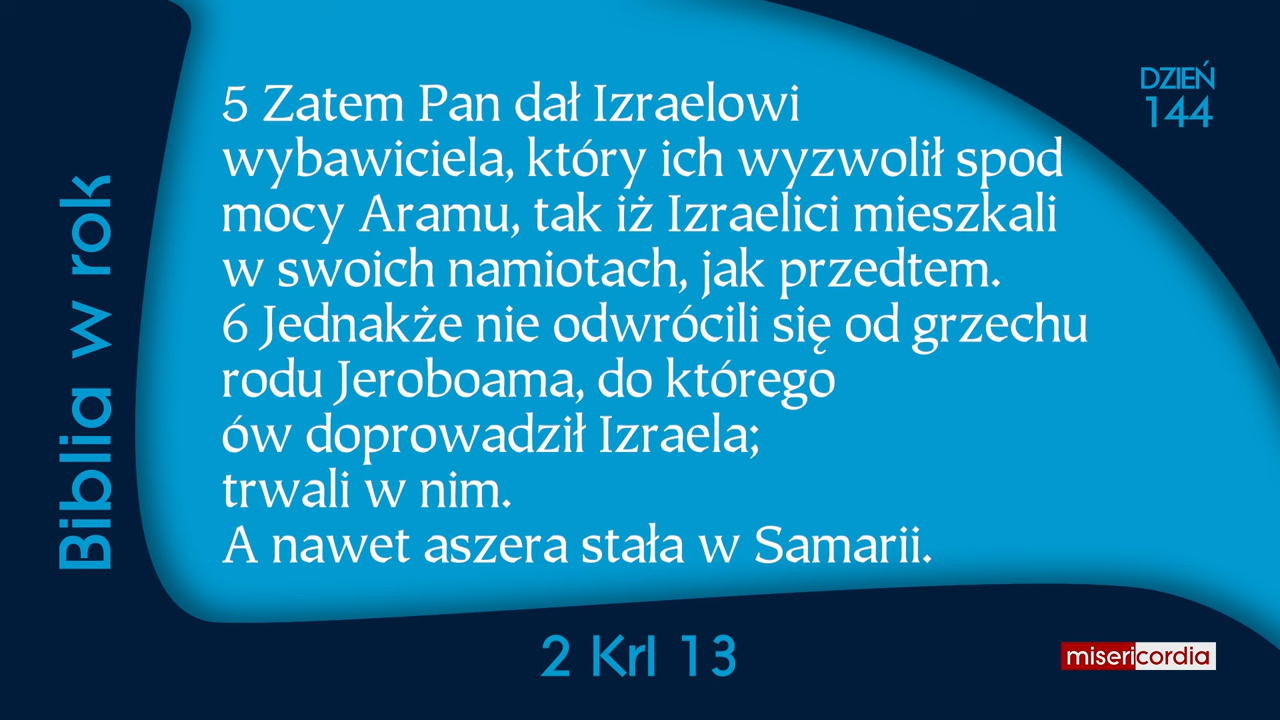 Biblia w rok
DZIEŃ
144
5 Zatem Pan dał Izraelowi
wybawiciela, który ich wyzwolił spod
mocy Aramu, tak iż Izraelici mieszkali
w swoich namiotach, jak przedtem.
6 Jednakże nie odwrócili się od grzechu
rodu Jeroboama, do którego
ów doprowadził Izraela;
trwali w nim.
A nawet aszera stała w Samarii.
2 Krl 13
misericordia